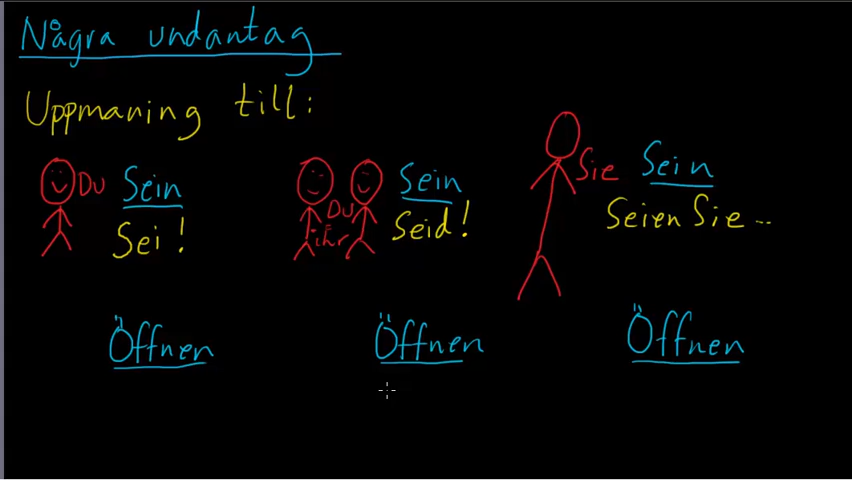 Några undantag
Uppmaning till:
Du Sein
Sei!
Du
ihr
Sein
Seid!
Sie Sein
Seien Sie...
Öffnen
Öffnen
Öffnen